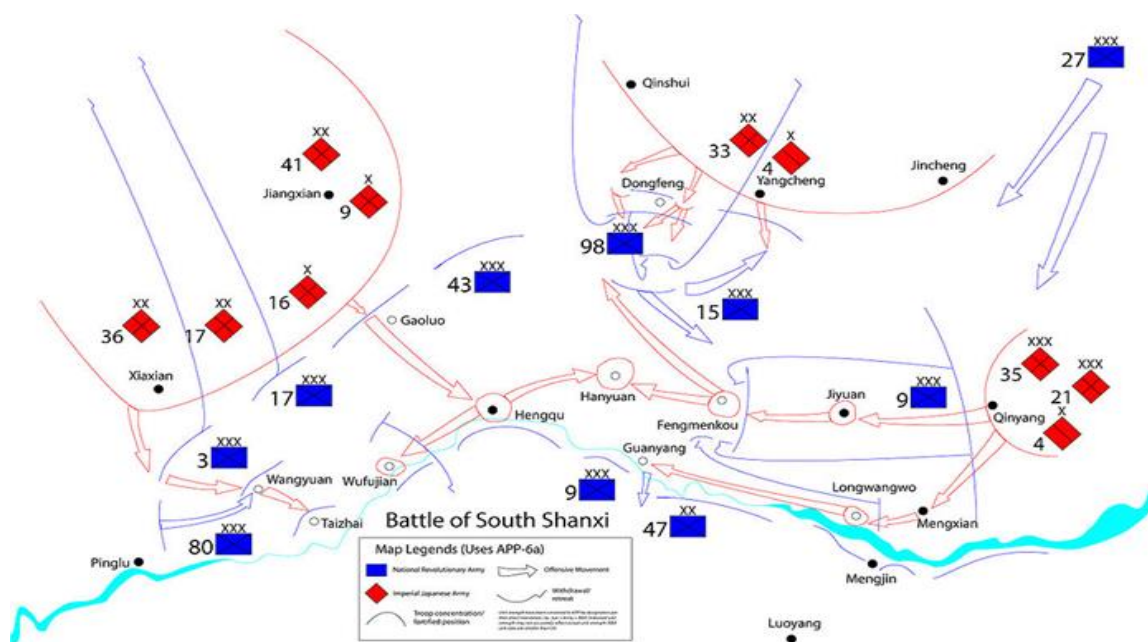 XXX
27
Qinshui
XX
33
X
4
Yangcheng
Jincheng
XX
41
Jiangxian
X
9
Dongfeng
XXX
98
XXX
43
XXX
15
X
16
XX
36
XX
17
Gaoluo
Xiaxian
XXX
17
Hengqu
Hanyuan
Fengmenkou
Jiyuan
XXX
9
XXX
35
XXX
21
Qinyang
X
4
XXX
3
Wangyuan
Wufujian
Taizhai
Guanyang
XXX
9
XX
47
Longwangwo
Mengxian
XXX
80
Pinglu
Mengjin
Luoyang
Battle of South Shanxi
Map Legends (Uses APP-6a)
National Revolutionary Army
Offensive Movement
Imperial Japanese Army
Withdrawal/
retreat
Troop concentration/
fortified position